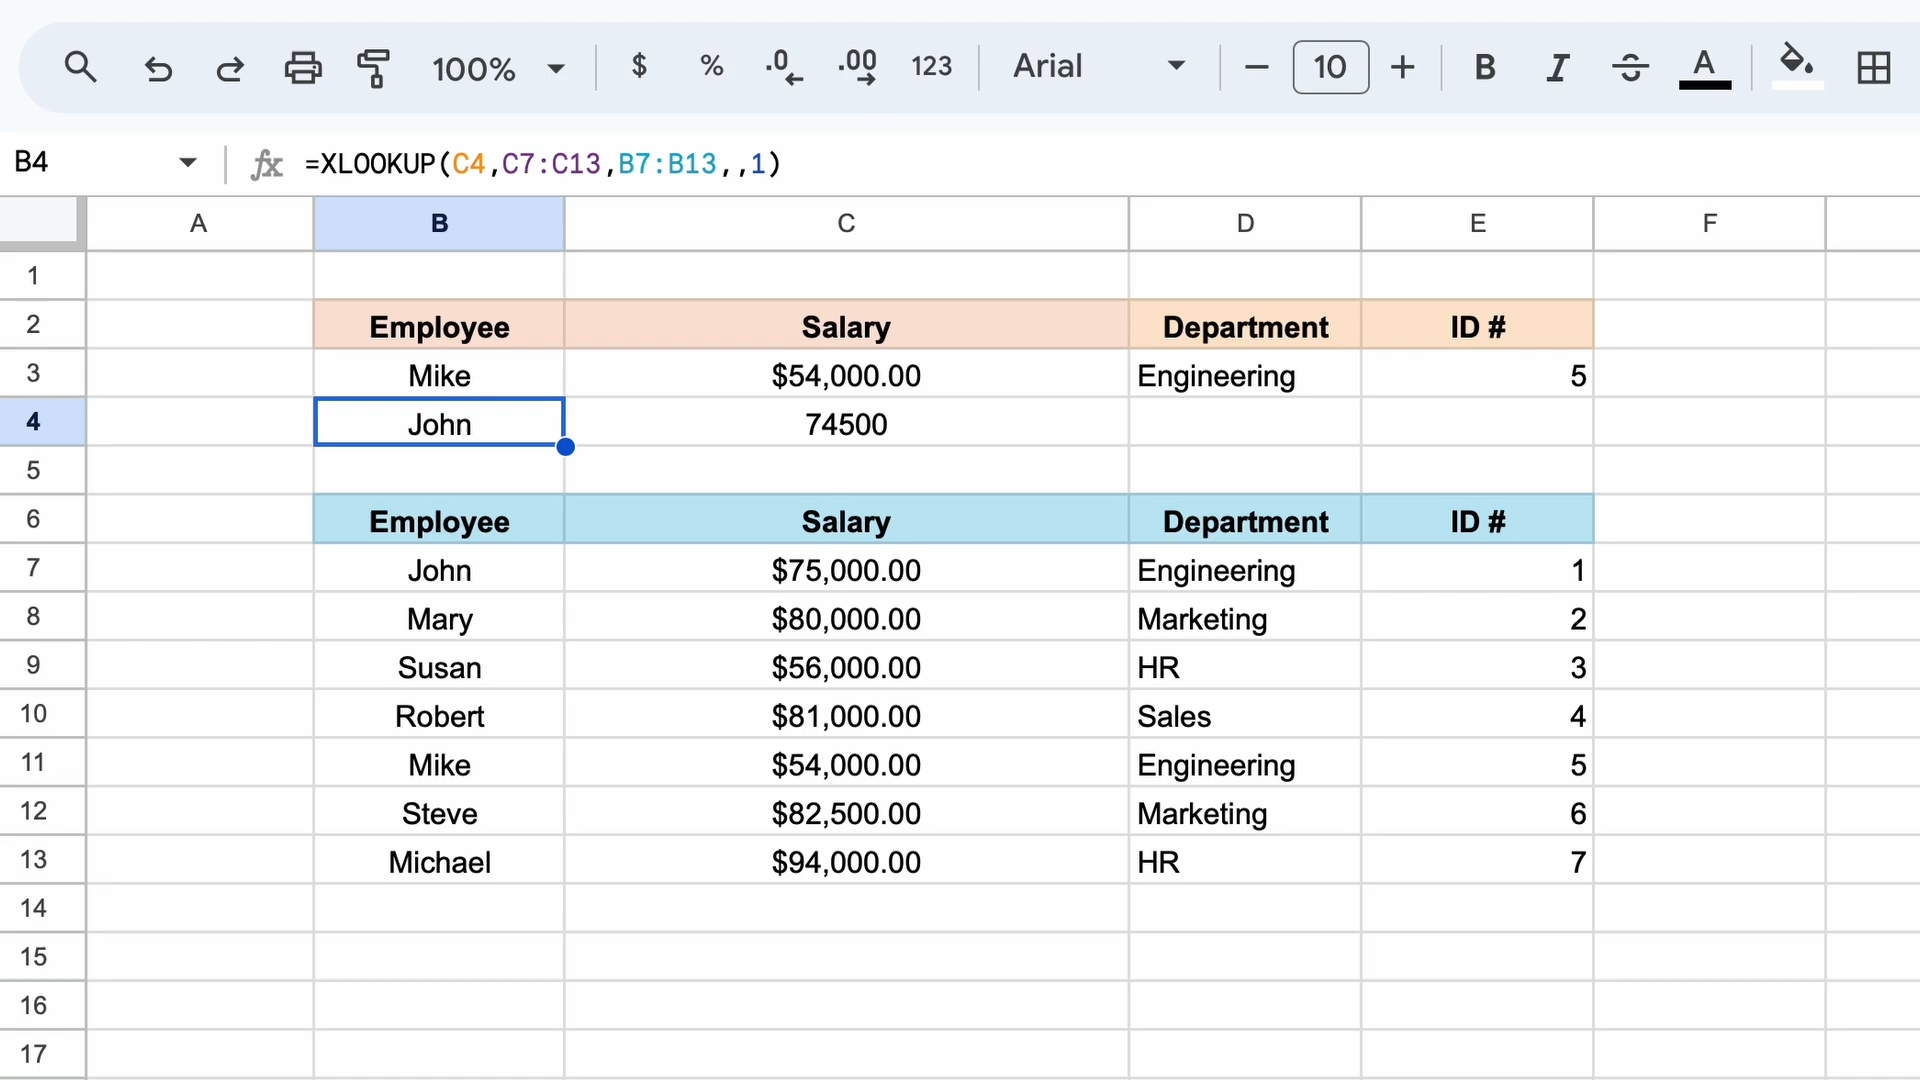 100% $ % .0 .00 123 Arial 10 B I S A
B4 fx =XLOOKUP(C4,C7:C13,B7:B13,,1)
A B C D E F
1
2 Employee Salary Department ID #
3 Mike $54,000.00 Engineering 5
4 John 74500
5
6 Employee Salary Department ID #
7 John $75,000.00 Engineering 1
8 Mary $80,000.00 Marketing 2
9 Susan $56,000.00 HR 3
10 Robert $81,000.00 Sales 4
11 Mike $54,000.00 Engineering 5
12 Steve $82,500.00 Marketing 6
13 Michael $94,000.00 HR 7
14
15
16
17